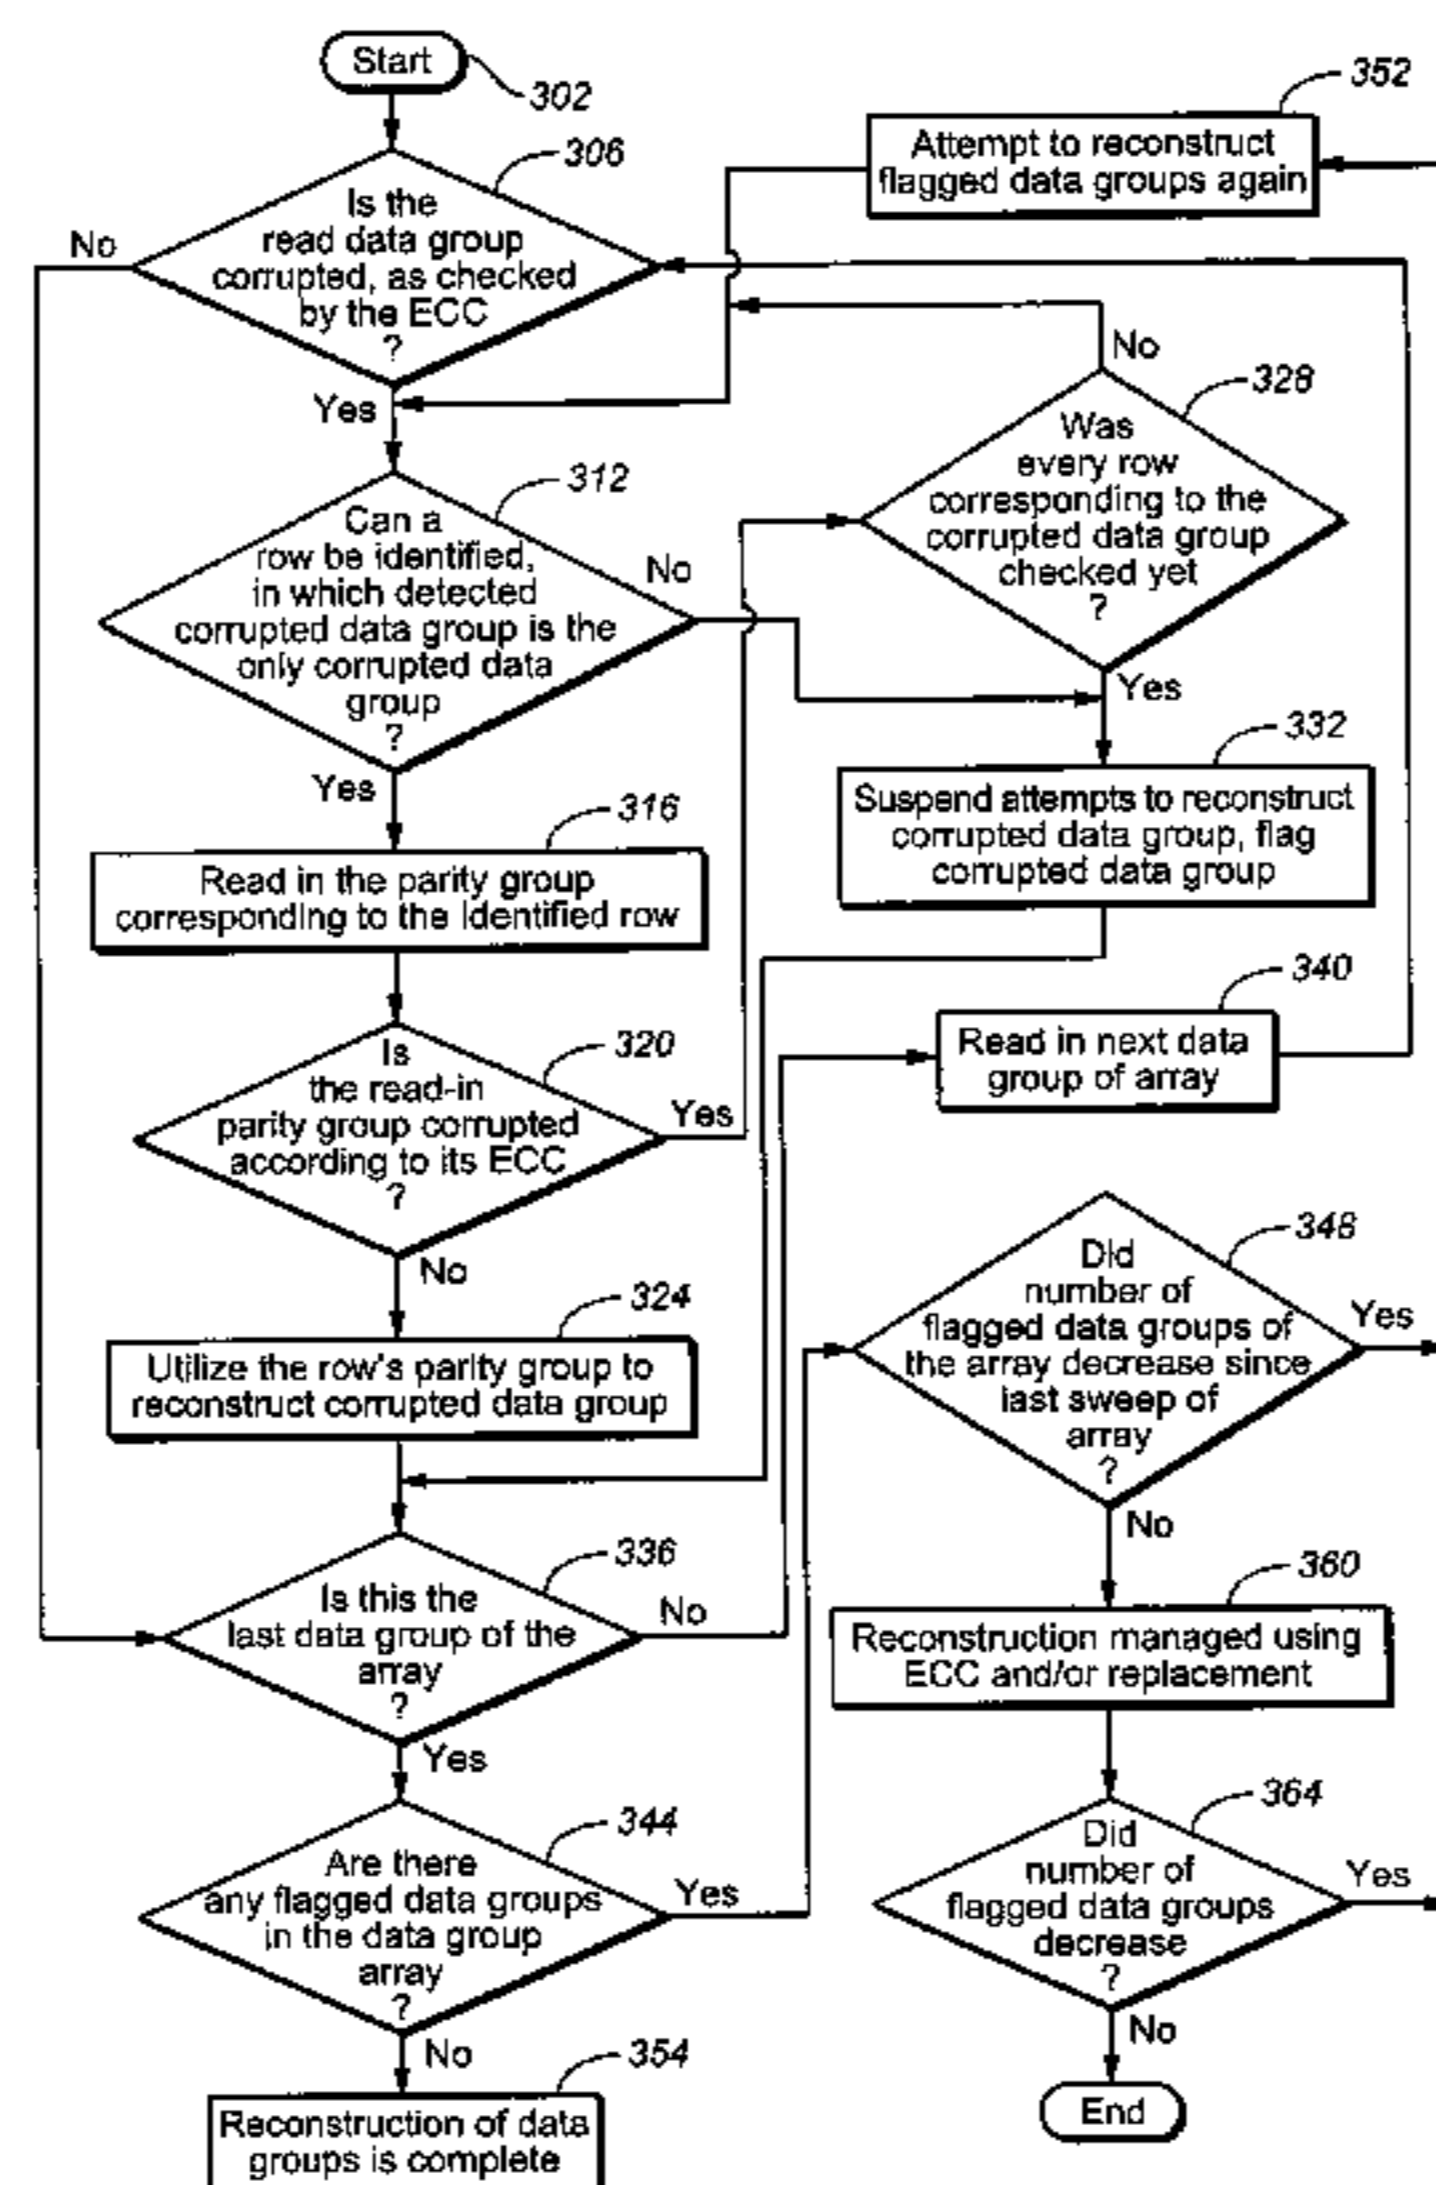 Start
302
306
Is the
read data group
corrupted, as checked
by the ECC
?
No
Yes
352
Attempt to reconstruct
flagged data groups again
312
Can a
row be identified,
in which detected
corrupted data group is the
only corrupted data
group
?
No
Yes
No
328
Was
every row
corresponding to the
corrupted data group
checked yet
?
Yes
332
Suspend attempts to reconstruct
corrupted data group, flag
corrupted data group
316
Read in the parity group
corresponding to the identified row
320
Is
the read-in
parity group corrupted
according to its ECC
?
Yes
No
340
Read in next data
group of array
324
Utilize the row's parity group to
reconstruct corrupted data group
348
Did
number of
flagged data groups of
the array decrease since
last sweep of
array
?
Yes
No
336
Is this the
last data group of the
array
?
No
Yes
360
Reconstruction managed using
ECC and/or replacement
344
Are there
any flagged data groups
in the data group
array
?
Yes
No
364
Did
number of
flagged data groups
decrease
?
Yes
No
354
Reconstruction of data
groups is complete
End